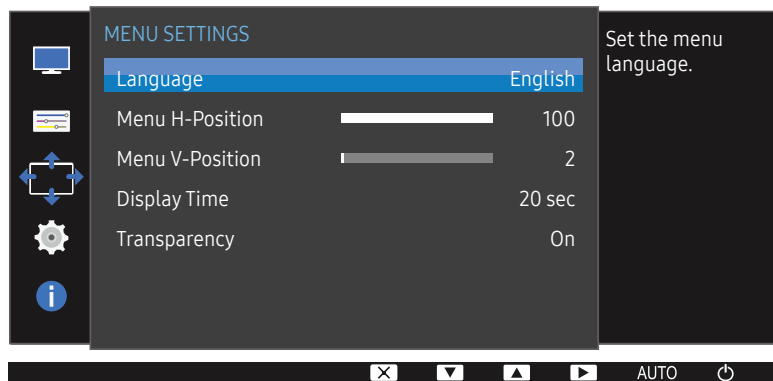 MENU SETTINGS
Language English
Menu H-Position 100
Menu V-Position 2
Display Time 20 sec
Transparency On
Set the menu
language.
i
AUTO